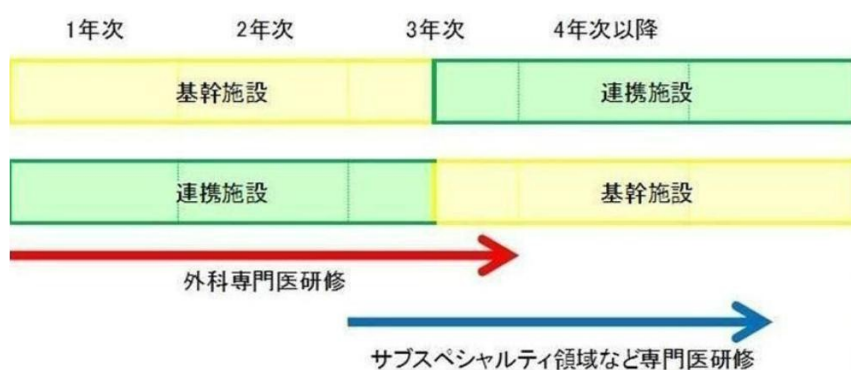 1年次 2年次 3年次 4年次以降
基幹施設 連携施設
連携施設 基幹施設
外科専門医研修
サブスペシャルティ領域など専門医研修